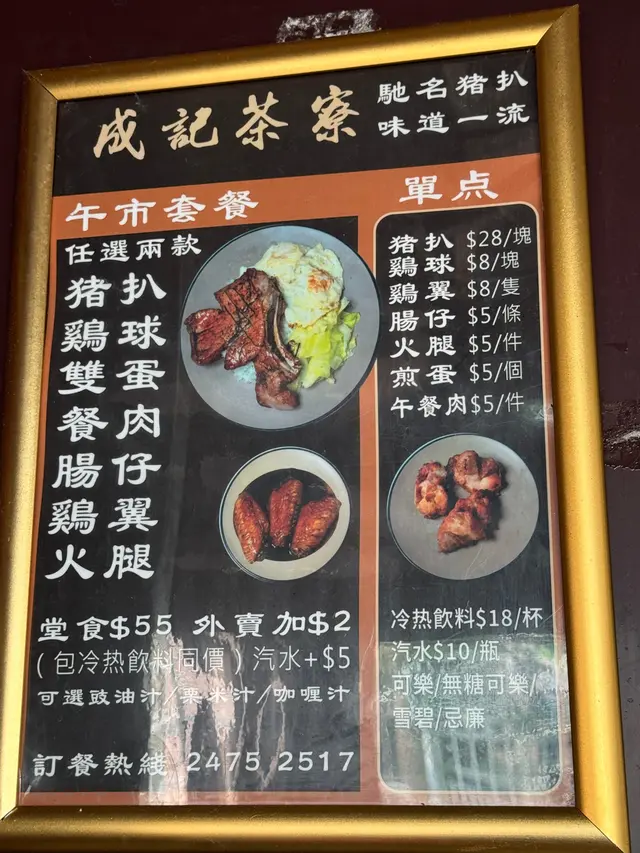 成記茶寮
馳名猪扒
味道一流
午市套餐
任選兩款
猪扒
鷄球
雙蛋
餐肉
腸仔
鷄翼
火腿
堂食$55 外賣加$2
(包冷热飲料同價) 汽水+$5
可選豉油汁/粟米汁/咖喱汁
訂餐熱綫 2475 2517
單点
猪扒 $28/塊
鷄球 $8/塊
鷄翼 $8/隻
腸仔 $5/條
火腿 $5/件
煎蛋 $5/個
午餐肉 $5/件
冷热飲料$18/杯
汽水$10/瓶
可樂/無糖可樂/
雪碧/忌廉